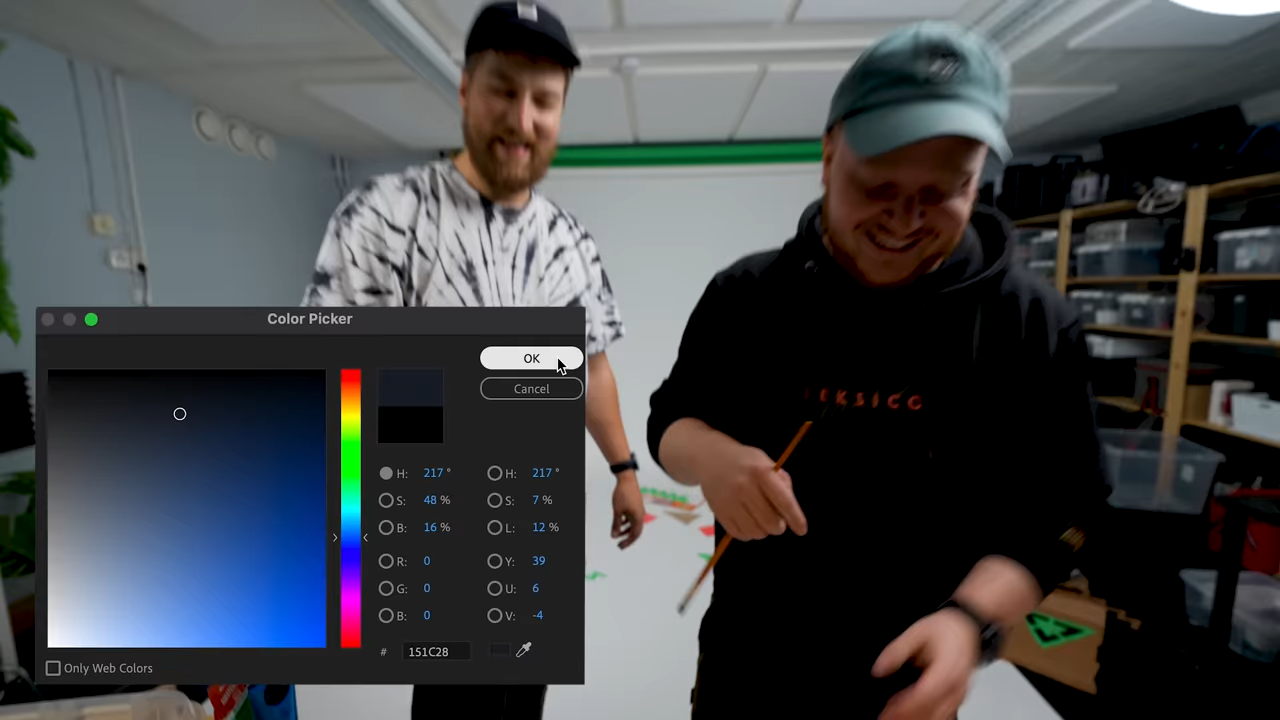 Color Picker
OK
Cancel
H: 217 °
H: 217 °
S: 48 %
S: 7 %
B: 16 %
L: 12 %
R: 0
Y: 39
G: 0
U: 6
B: 0
V: -4
# 151C28
Only Web Colors